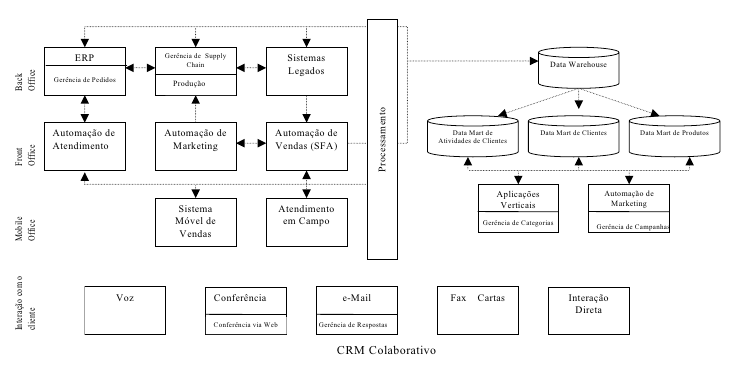 Back
Office
ERP
Gerência de Pedidos
Gerência de Supply
Chain
Produção
Sistemas
Legados
Processamento
Data Warehouse
Front
Office
Automação de
Atendimento
Automação de
Marketing
Automação de
Vendas (SFA)
Data Mart de
Atividades de Clientes
Data Mart de Clientes
Data Mart de Produtos
Mobile
Office
Sistema
Móvel de
Vendas
Atendimento
em Campo
Aplicações
Verticais
Gerência de Categorias
Automação de
Marketing
Gerência de Campanhas
Interação com o
cliente
Voz
Conferência
Conferência via Web
e-Mail
Gerência de Respostas
Fax Cartas
Interação
Direta
CRM Colaborativo